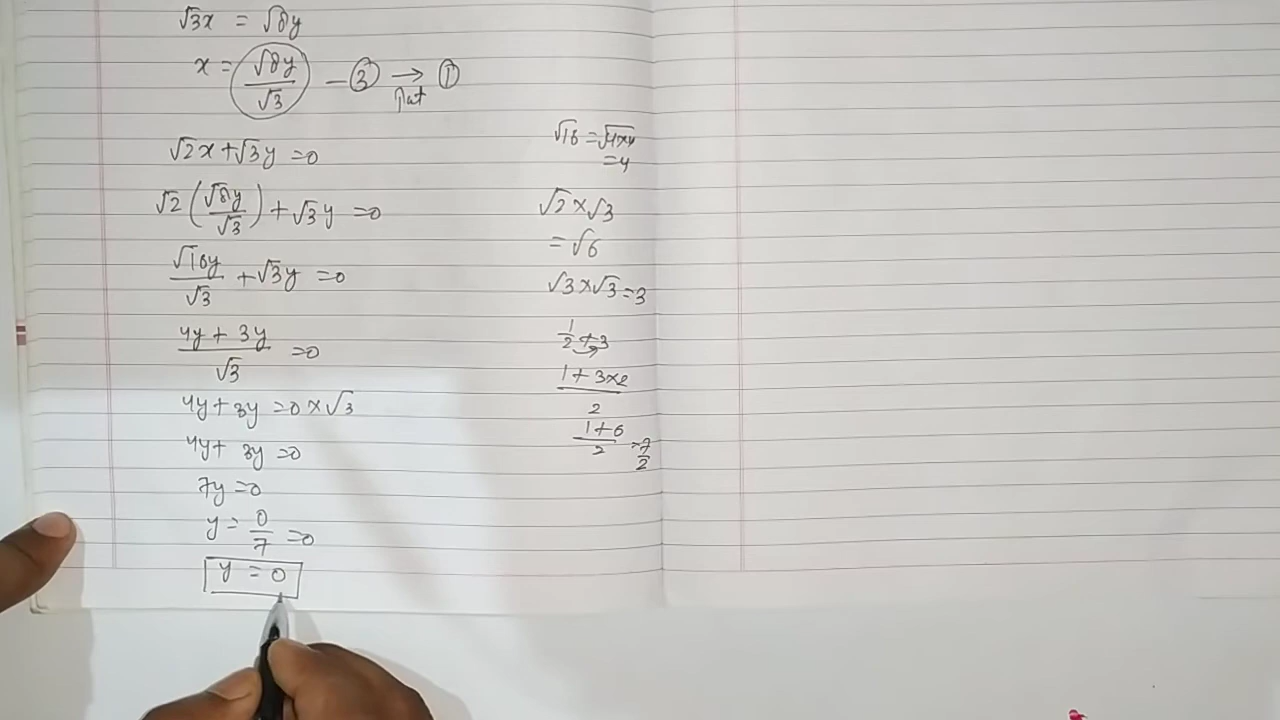 √3x = √8y
x = √8y/√3 – ③ → ① Put
√2x + √3y = 0
√2(√8y/√3) + √3y = 0
√16y/√3 + √3y = 0
4y + 3y/√3 = 0
4y + 3y = 0 × √3
4y + 3y = 0
7y = 0
y = 0/7 = 0
y = 0
√16 = √4×4
= 4
√2 × √3
= √6
√3 × √3 = 3
1/2 + 3
1 + 3×2/2
1 + 6/2 = 7/2